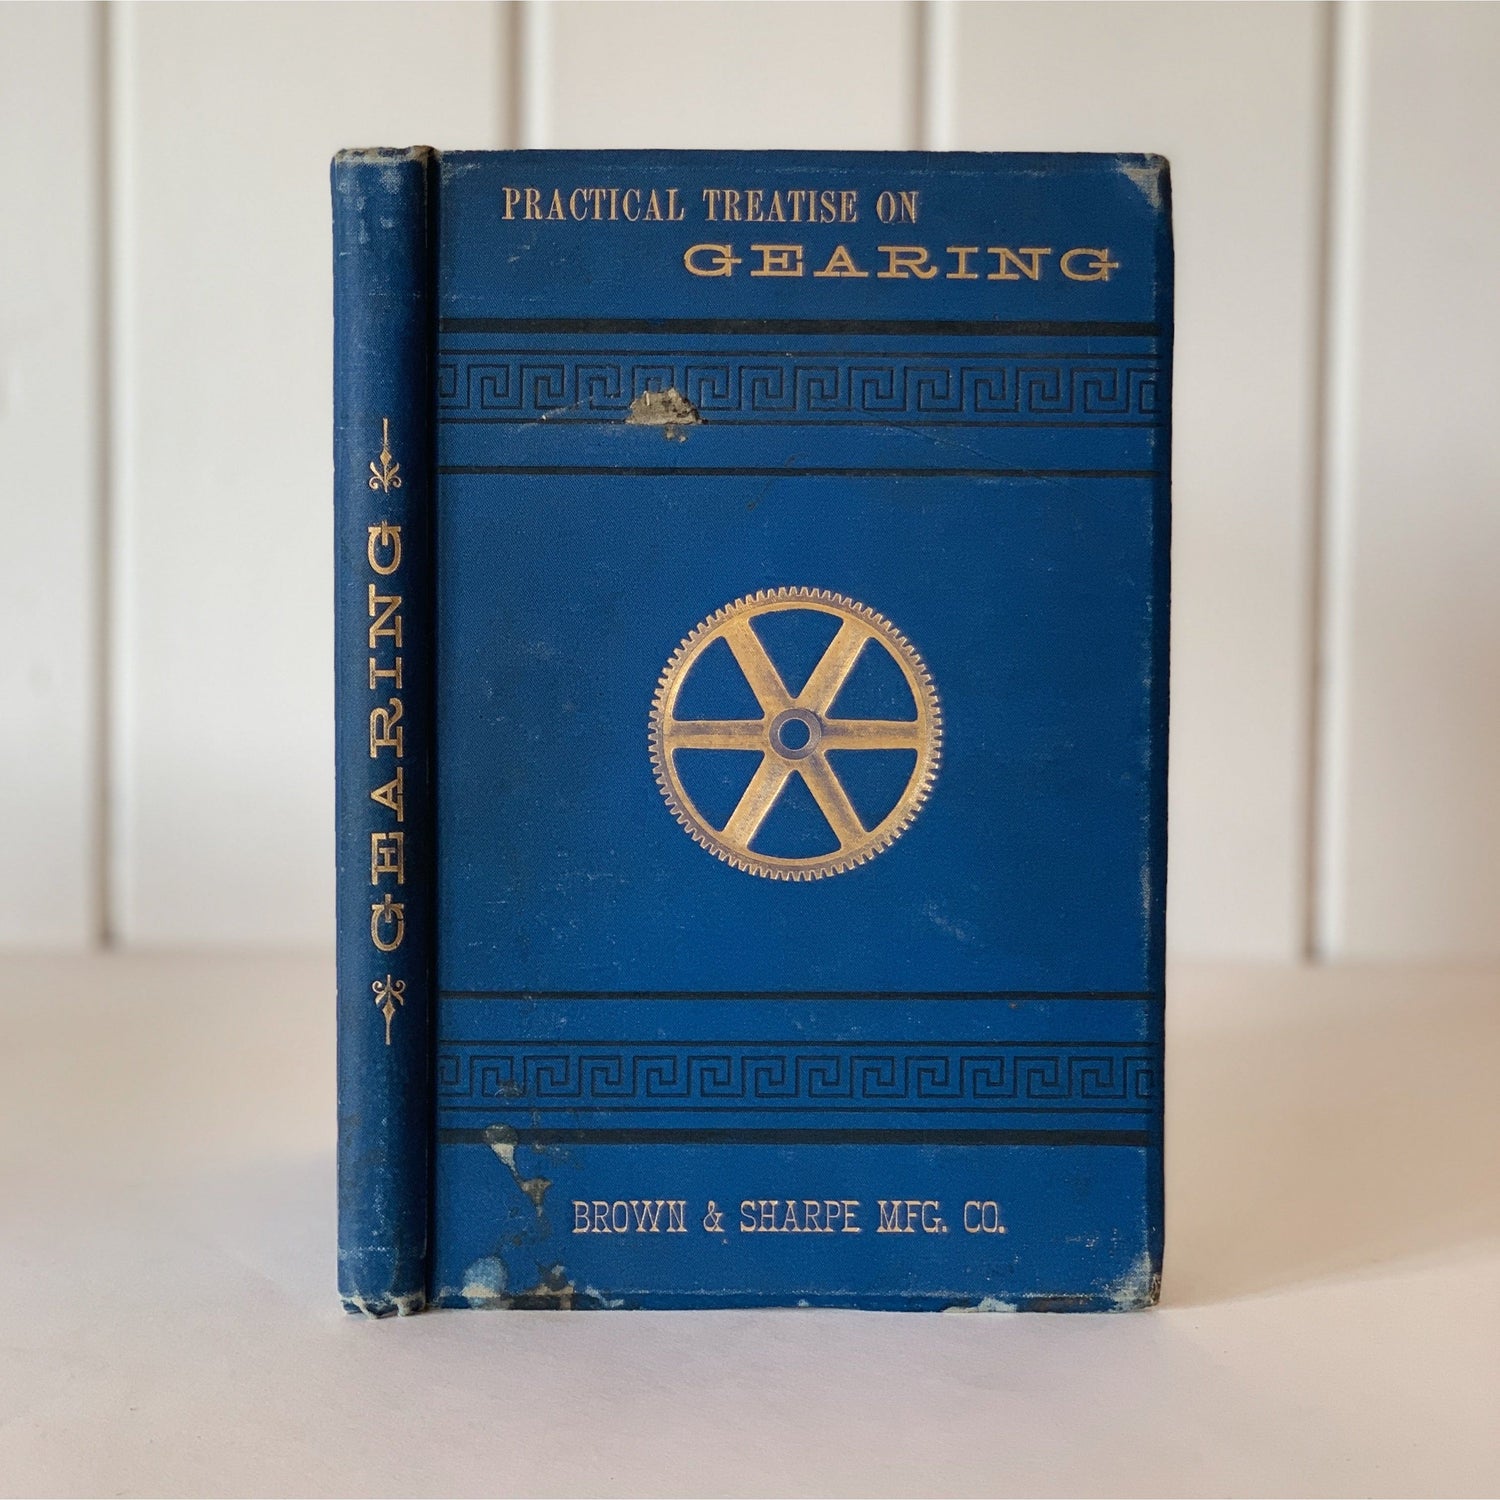 GEARING
PRACTICAL TREATISE ON
GEARING
BROWN & SHARPE MFG. CO.